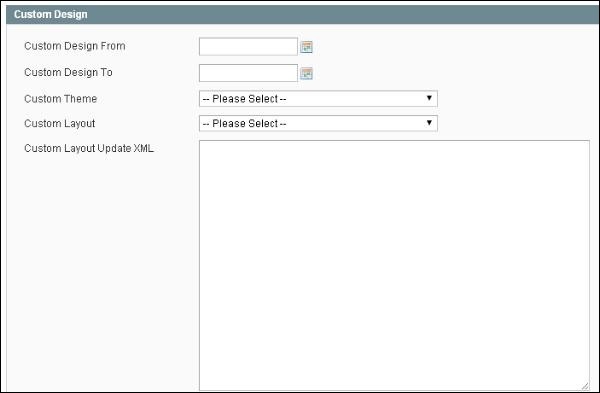 Custom Design
Custom Design From
Custom Design To
Custom Theme
-- Please Select --
Custom Layout
-- Please Select --
Custom Layout Update XML